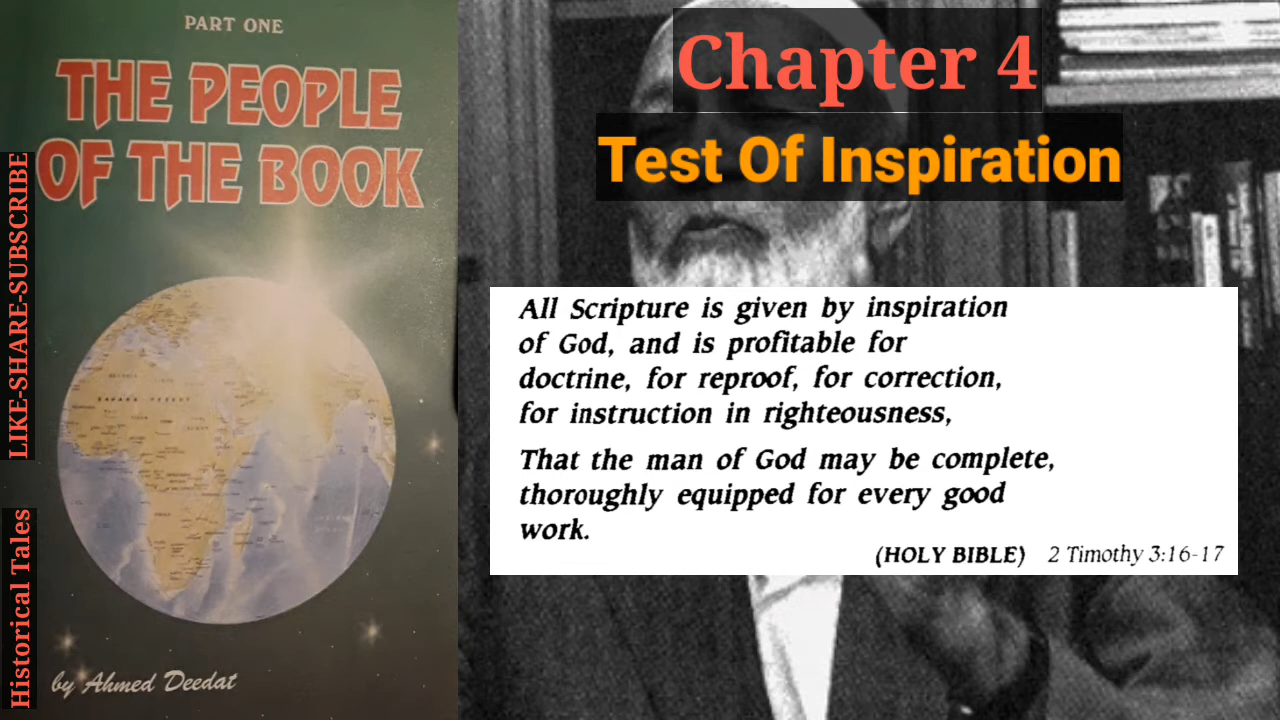 PART ONE
THE PEOPLE
OF THE BOOK
by Ahmed Deedat
LIKE-SHARE-SUBSCRIBE
Historical Tales
Chapter 4
Test Of Inspiration
All Scripture is given by inspiration
of God, and is profitable for
doctrine, for reproof, for correction,
for instruction in righteousness,
That the man of God may be complete,
thoroughly equipped for every good
work.
(HOLY BIBLE) 2 Timothy 3:16-17